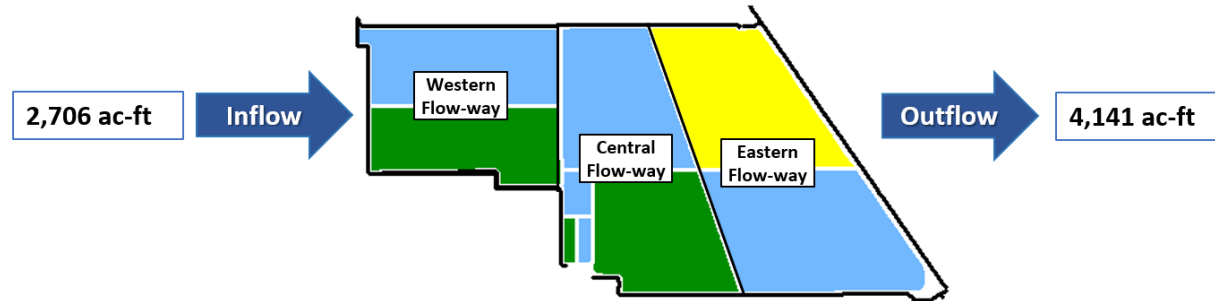 2,706 ac-ft
Inflow
Western
Flow-way
Central
Flow-way
Eastern
Flow-way
Outflow
4,141 ac-ft